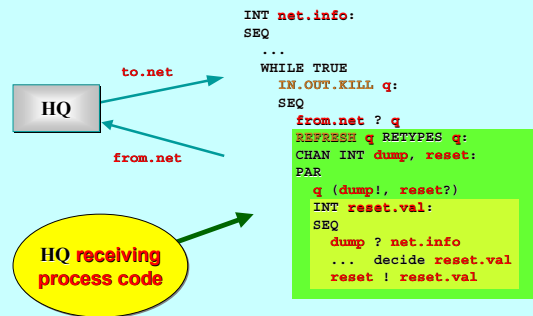 to.net
HQ
from.net
HQ receiving
process code
INT net.info:
SEQ
...
WHILE TRUE
IN.OUT.KILL q:
SEQ
from.net ? q
REFRESH q RETYPES q:
CHAN INT dump, reset:
PAR
q (dump!, reset?)
INT reset.val:
SEQ
dump ? net.info
... decide reset.val
reset ! reset.val